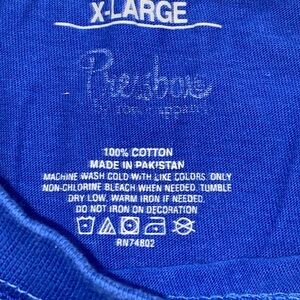 X-LARGE
Pressbox
100% COTTON
MADE IN PAKISTAN
MACHINE WASH COLD WITH LIKE COLORS. ONLY
NON-CHLORINE BLEACH WHEN NEEDED. TUMBLE
DRY LOW. WARM IRON IF NEEDED.
DO NOT IRON ON DECORATION
RN74802